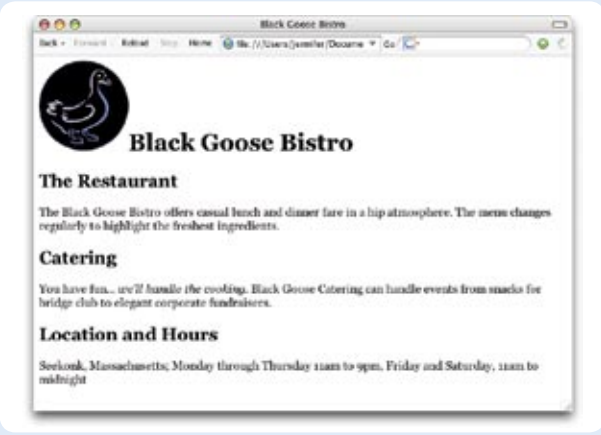 Black Goose Bistro
Back Forward Reload Stop Home file:///Users/jennifer/Docume Go
Black Goose Bistro
The Restaurant
The Black Goose Bistro offers casual lunch and dinner fare in a hip atmosphere. The menu changes
regularly to highlight the freshest ingredients.
Catering
You have fun... we'll handle the cooking. Black Goose Catering can handle events from snacks for
bridge club to elegant corporate fundraisers.
Location and Hours
Seekonk, Massachusetts; Monday through Thursday 11am to 9pm, Friday and Saturday, 11am to
midnight